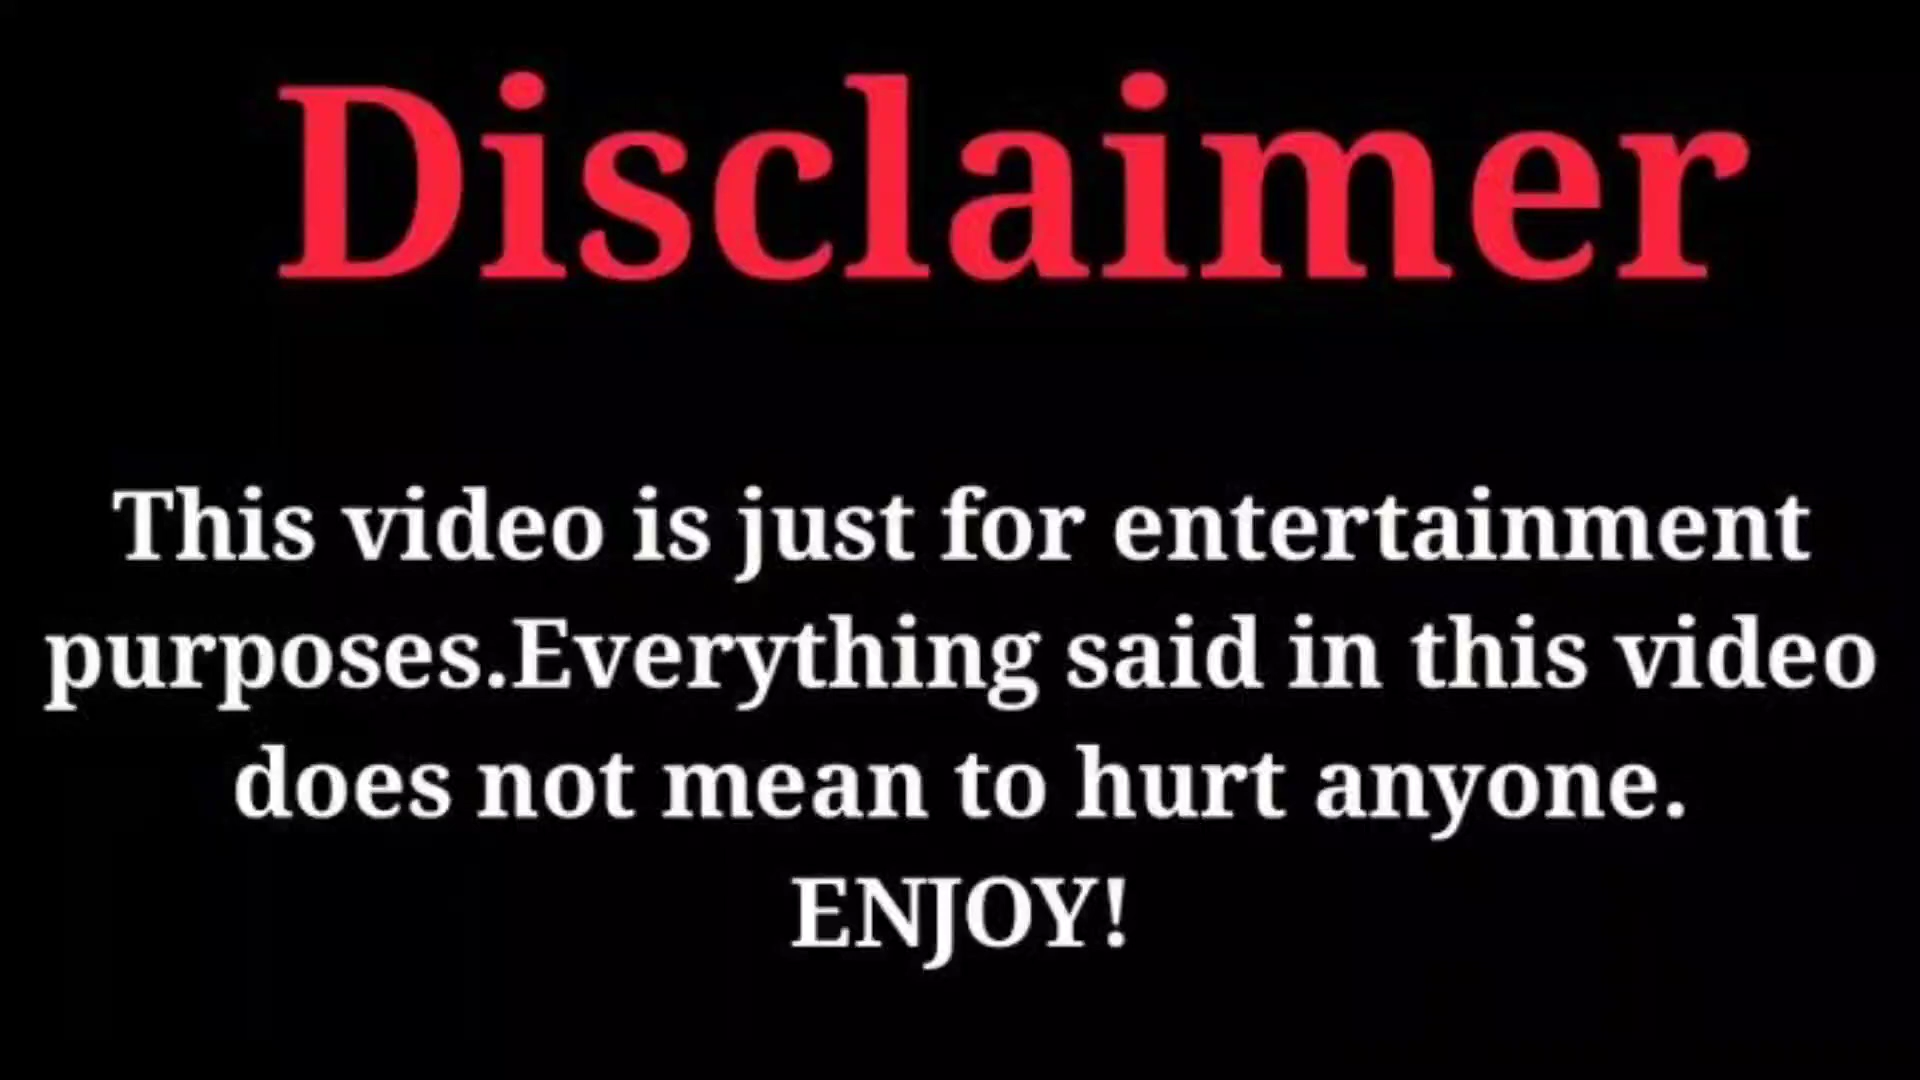 Disclaimer
This video is just for entertainment
purposes.Everything said in this video
does not mean to hurt anyone.
ENJOY!